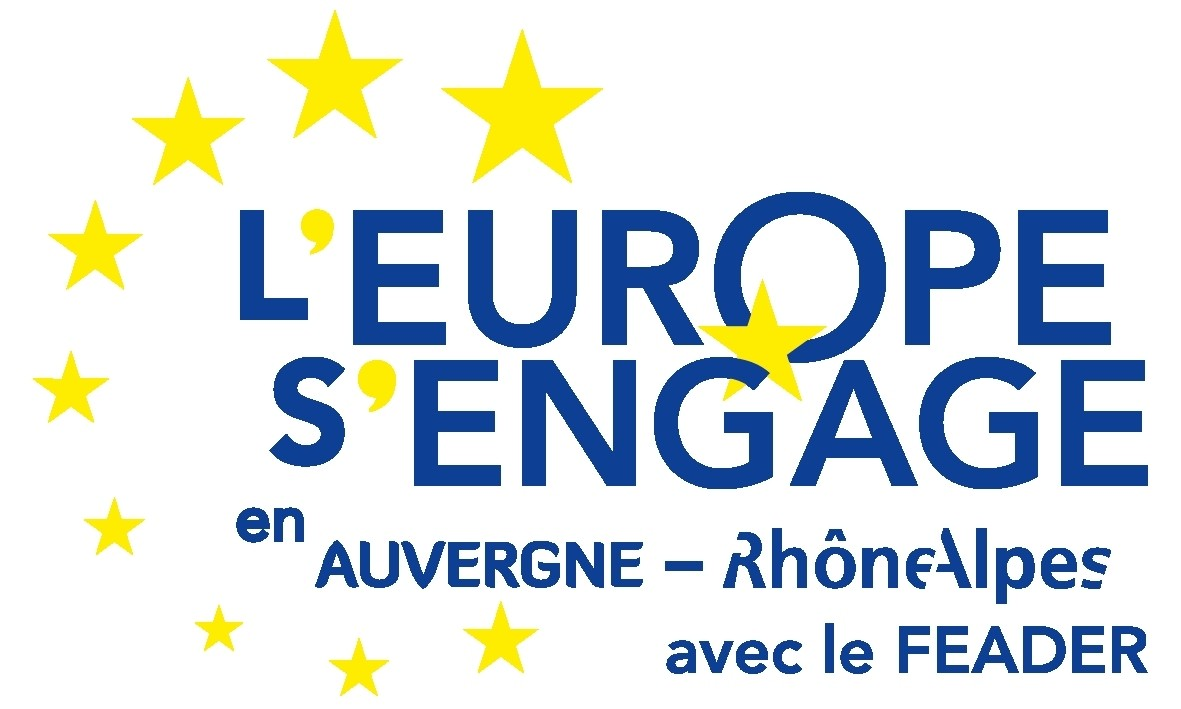 L'EUROPE
S'ENGAGE
en
AUVERGNE – RhôneAlpes
avec le FEADER